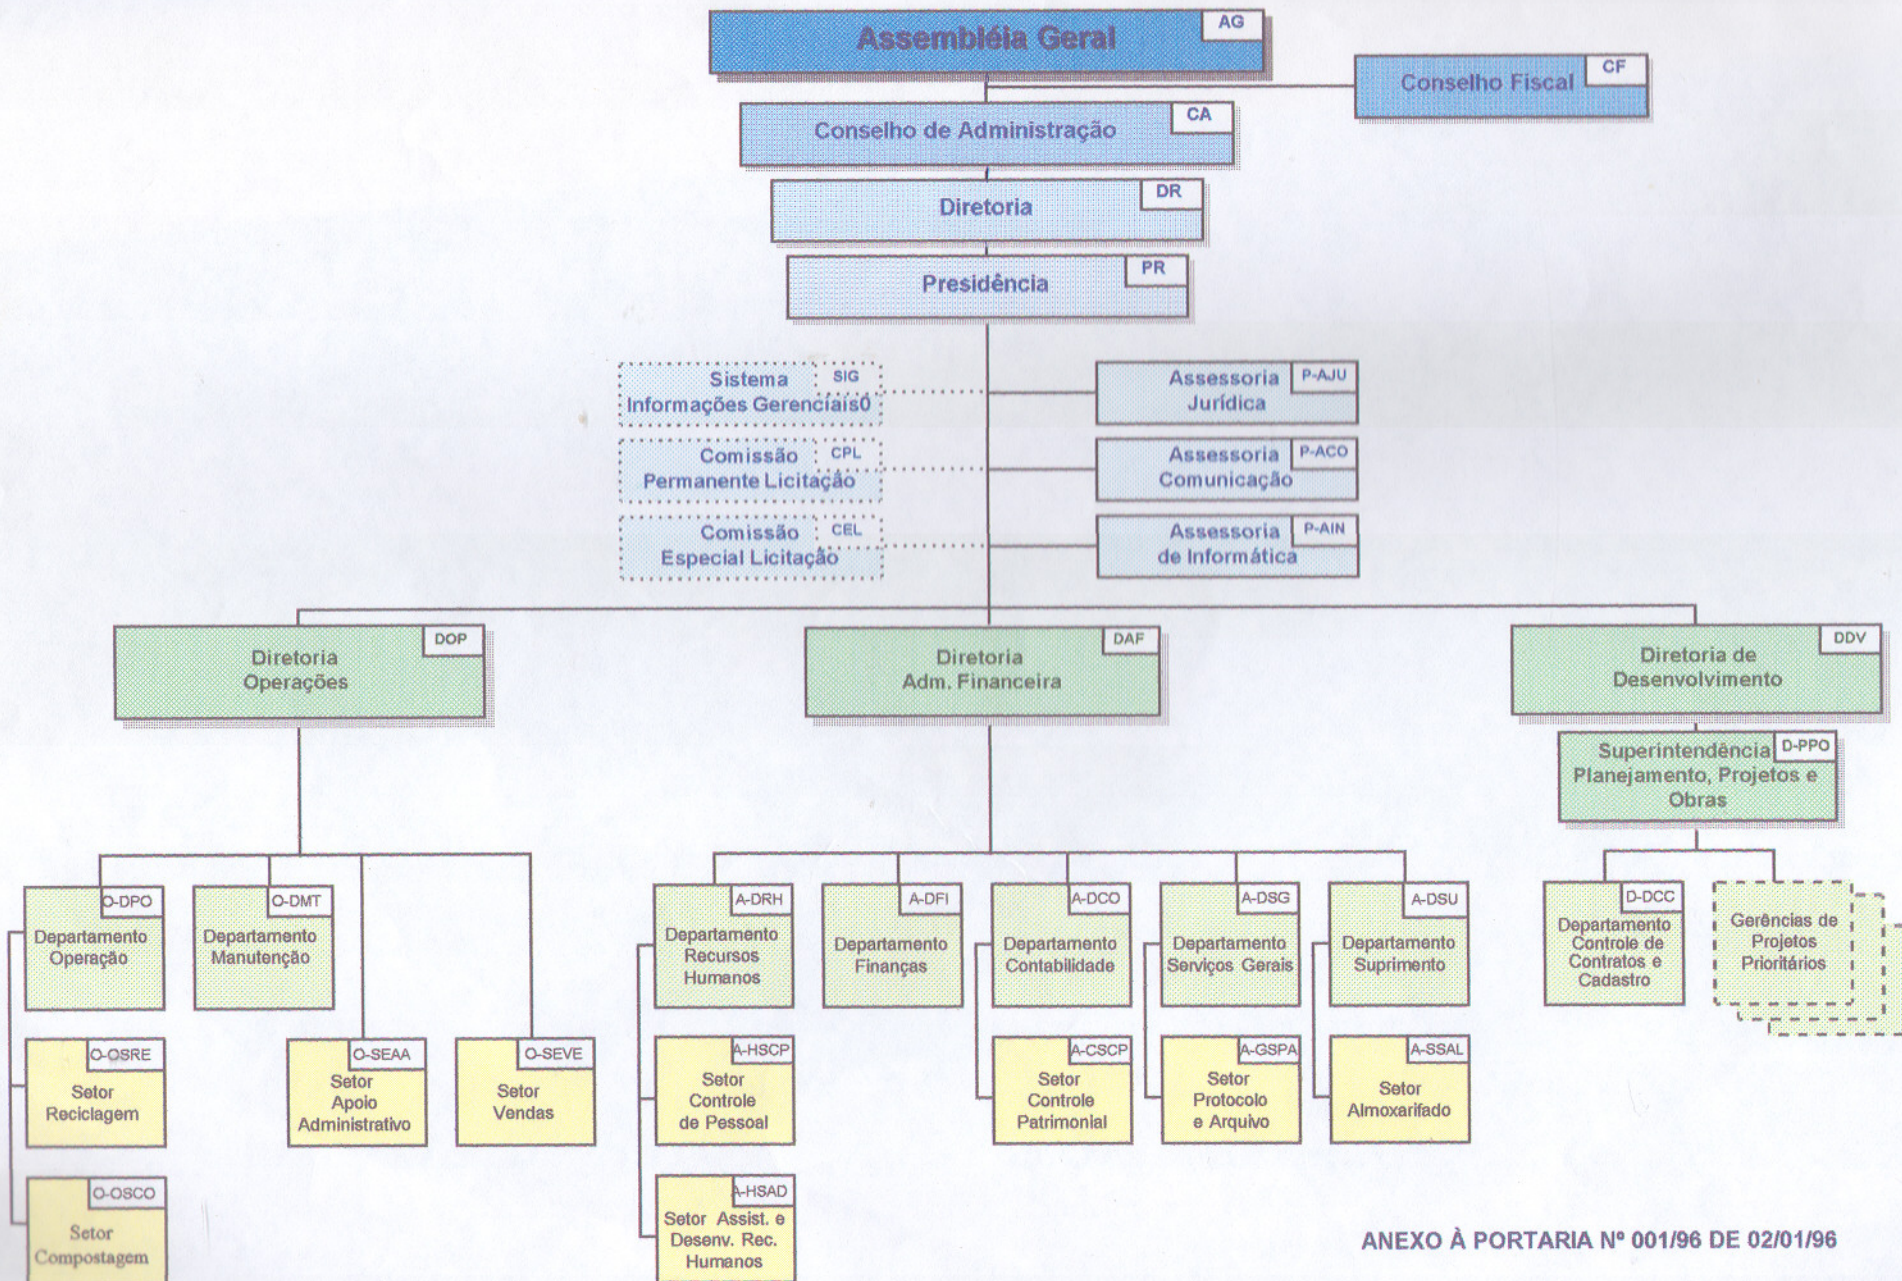 AG
Assembléia Geral
CF
Conselho Fiscal
CA
Conselho de Administração
DR
Diretoria
PR
Presidência
SIG
Sistema
Informações Gerenciais0
P-AJU
Assessoria
Jurídica
CPL
Comissão
Permanente Licitação
P-ACO
Assessoria
Comunicação
CEL
Comissão
Especial Licitação
P-AIN
Assessoria
de Informática
DOP
Diretoria
Operações
DAF
Diretoria
Adm. Financeira
DDV
Diretoria de
Desenvolvimento
D-PPO
Superintendência
Planejamento, Projetos e
Obras
O-DPO
Departamento
Operação
O-DMT
Departamento
Manutenção
A-DRH
Departamento
Recursos
Humanos
A-DFI
Departamento
Finanças
A-DCO
Departamento
Contabilidade
A-DSG
Departamento
Serviços Gerais
A-DSU
Departamento
Suprimento
D-DCC
Departamento
Controle de
Contratos e
Cadastro
Gerências de
Projetos
Prioritários
O-OSRE
Setor
Reciclagem
O-SEAA
Setor
Apoio
Administrativo
O-SEVE
Setor
Vendas
A-HSCP
Setor
Controle
de Pessoal
A-CSCP
Setor
Controle
Patrimonial
A-GSPA
Setor
Protocolo
e Arquivo
A-SSAL
Setor
Almoxarifado
O-OSCO
Setor
Compostagem
A-HSAD
Setor Assist. e
Desenv. Rec.
Humanos
ANEXO À PORTARIA Nº 001/96 DE 02/01/96